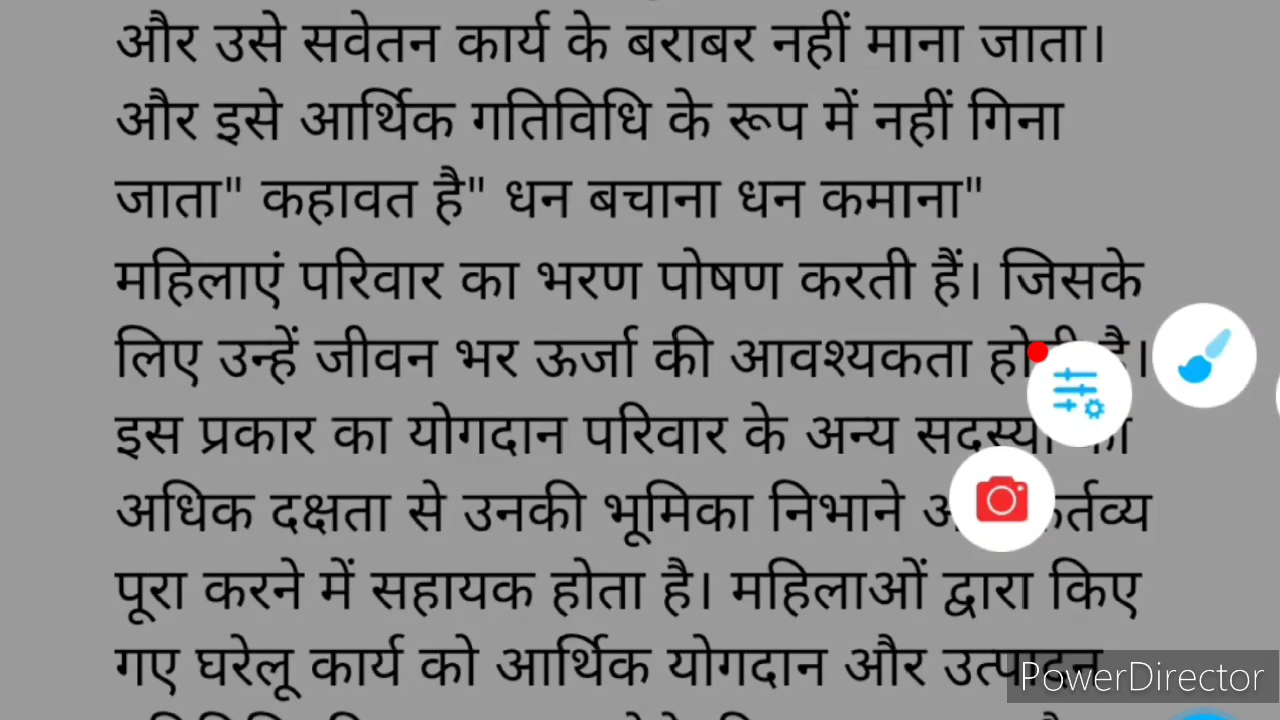 और उसे सवेतन कार्य के बराबर नहीं माना जाता।
और इसे आर्थिक गतिविधि के रूप में नहीं गिना
जाता" कहावत है" धन बचाना धन कमाना"
महिलाएं परिवार का भरण पोषण करती हैं। जिसके
लिए उन्हें जीवन भर ऊर्जा की आवश्यकता है।
इस प्रकार का योगदान परिवार के अन्य
अधिक दक्षता से उनकी भूमिका निभाने
पूरा करने में सहायक होता है। महिलाओं द्वारा किए
गए घरेलू कार्य को आर्थिक योगदान और उत्पादन
PowerDirector